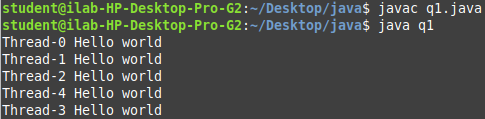 student@ilab-HP-Desktop-Pro-G2:~/Desktop/java$ javac q1.java
student@ilab-HP-Desktop-Pro-G2:~/Desktop/java$ java q1
Thread-0 Hello world
Thread-1 Hello world
Thread-2 Hello world
Thread-4 Hello world
Thread-3 Hello world